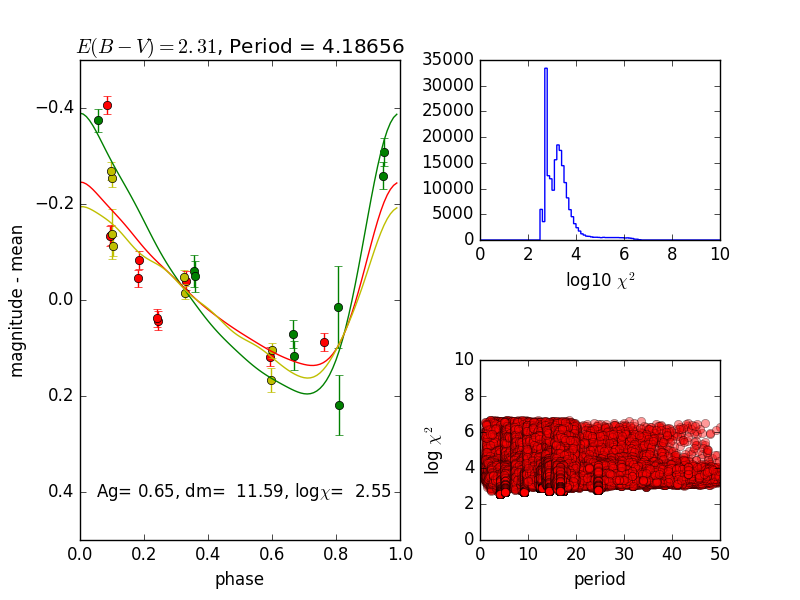 E(B−V)=2.31, Period = 4.18656
−0.4
−0.2
0.0
0.2
0.4
magnitude - mean
Ag= 0.65, dm= 11.59, logχ= 2.55
0.0 0.2 0.4 0.6 0.8 1.0
phase
35000
30000
25000
20000
15000
10000
5000
0
0 2 4 6 8 10
log10 χ²
10
8
6
4
2
0
log χ²
0 10 20 30 40 50
period